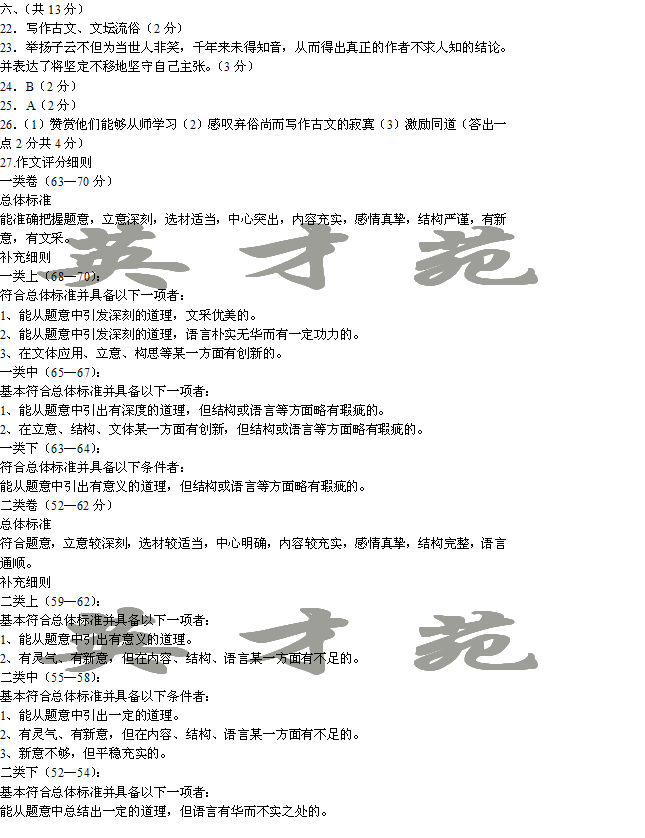 六、（共 13 分）
22．写作古文、文坛流俗（2 分）
23．举扬子云不但为当世人非笑，千年来未得知音，从而得出真正的作者不求人知的结论。
并表达了将坚定不移地坚守自己主张。（3 分）
24．B（2 分）
25．A（2 分）
26．（1）赞赏他们能够从师学习（2）感叹弃俗尚而写作古文的寂寞（3）激励同道（答出一
点 2 分共 4 分）
27.作文评分细则
一类卷（63—70 分）
总体标准
能准确把握题意，立意深刻，选材适当，中心突出，内容充实，感情真挚，结构严谨，有新
意，有文采。
英才苑
补充细则
一类上（68—70）：
符合总体标准并具备以下一项者：
1、能从题意中引发深刻的道理，文采优美的。
2、能从题意中引发深刻的道理，语言朴实无华而有一定功力的。
3、在文体应用、立意、构思等某一方面有创新的。
一类中（65—67）：
基本符合总体标准并具备以下一项者：
1、能从题意中引出有深度的道理，但结构或语言等方面略有瑕疵的。
2、在立意、结构、文体某一方面有创新，但结构或语言等方面略有瑕疵的。
一类下（63—64）：
符合总体标准并具备以下条件者：
能从题意中引出有意义的道理，但结构或语言等方面略有瑕疵的。
二类卷（52—62 分）
总体标准
符合题意，立意较深刻，选材较适当，中心明确，内容较充实，感情真挚，结构完整，语言
通顺。
补充细则
二类上（59—62）：
基本符合总体标准并具备以下一项者：
英才苑
1、能从题意中引出有意义的道理。
2、有灵气、有新意，但在内容、结构、语言某一方面有不足的。
二类中（55—58）：
基本符合总体标准并具备以下条件者：
1、能从题意中引出一定的道理。
2、有灵气、有新意，但在内容、结构、语言某一方面有不足的。
3、新意不够，但平稳充实的。
二类下（52—54）：
基本符合总体标准并具备以下一项者：
能从题意中总结出一定的道理，但语言有华而不实之处的。